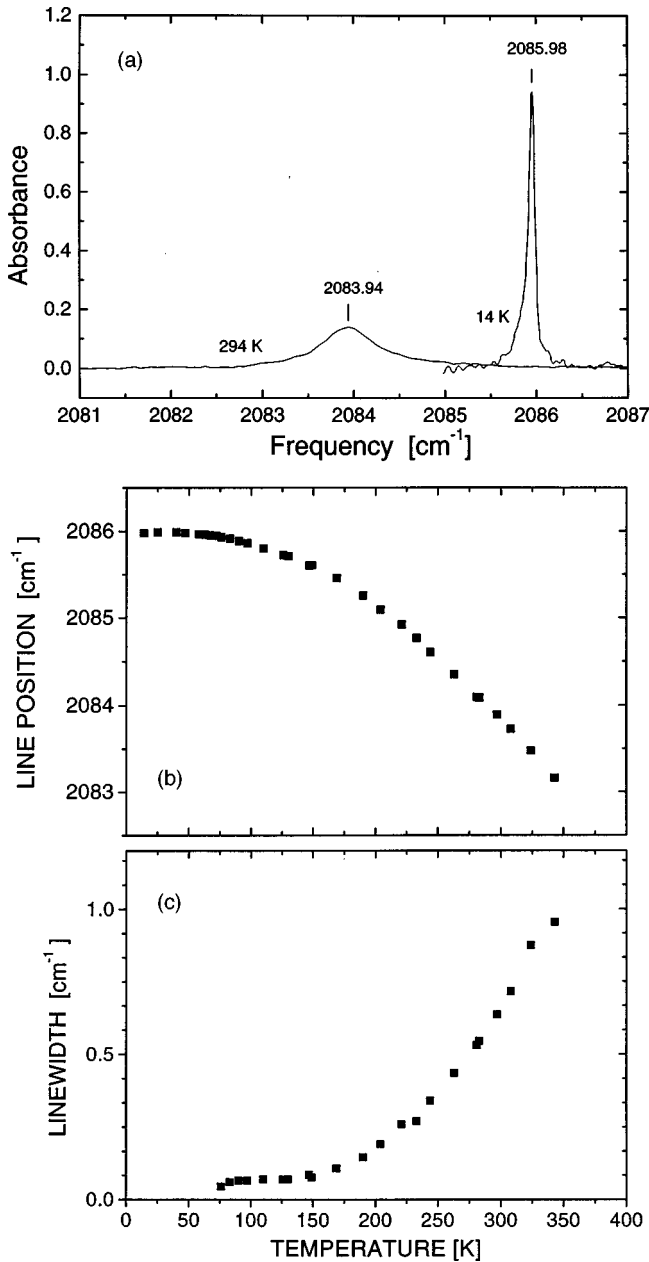 (a)
1.2
1.0
0.8
0.6
0.4
0.2
0.0
Absorbance
2085.98
2083.94
294 K
14 K
2081 2082 2083 2084 2085 2086 2087
Frequency [cm⁻¹]
2086
2085
2084
2083
LINE POSITION [cm⁻¹]
(b)
(c)
1.0
0.5
0.0
LINEWIDTH [cm⁻¹]
0 50 100 150 200 250 300 350 400
TEMPERATURE [K]